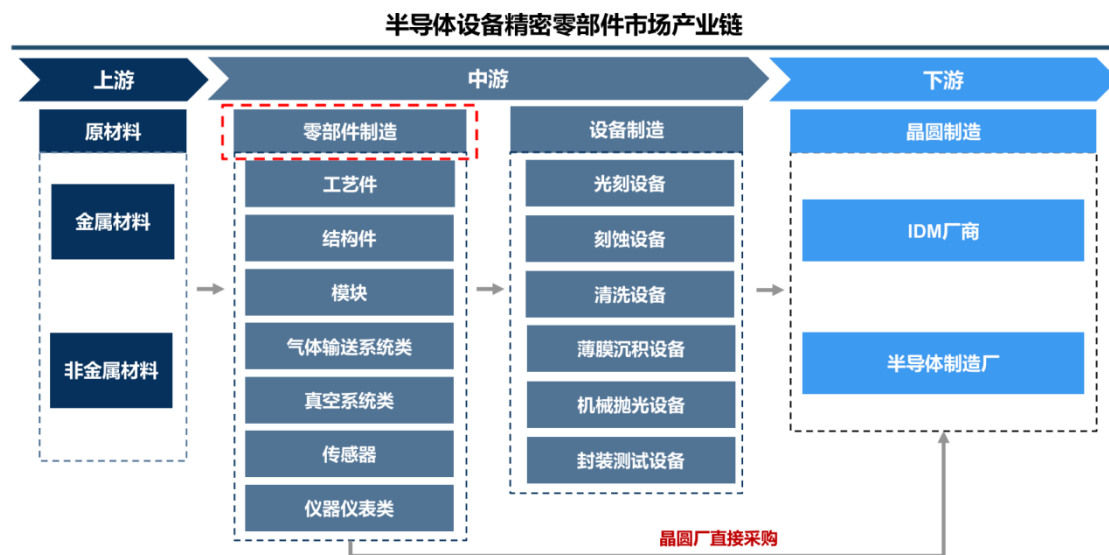 半导体设备精密零部件市场产业链
上游
中游
下游
原材料
零部件制造
设备制造
晶圆制造
金属材料
非金属材料
工艺件
结构件
模块
气体输送系统类
真空系统类
传感器
仪器仪表类
光刻设备
刻蚀设备
清洗设备
薄膜沉积设备
机械抛光设备
封装测试设备
IDM厂商
半导体制造厂
晶圆厂直接采购